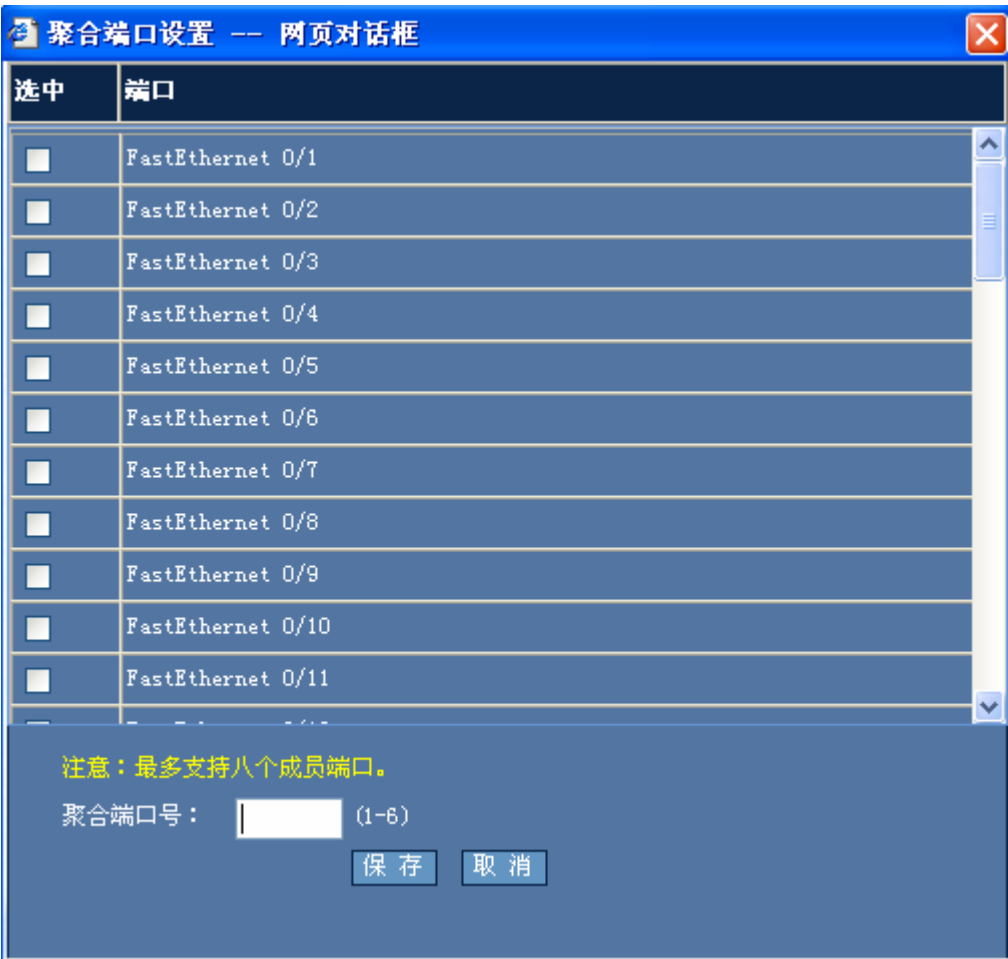 聚合端口设置 -- 网页对话框
选中 端口
FastEthernet 0/1
FastEthernet 0/2
FastEthernet 0/3
FastEthernet 0/4
FastEthernet 0/5
FastEthernet 0/6
FastEthernet 0/7
FastEthernet 0/8
FastEthernet 0/9
FastEthernet 0/10
FastEthernet 0/11
注意：最多支持八个成员端口。
聚合端口号： (1-6)
保 存 取 消